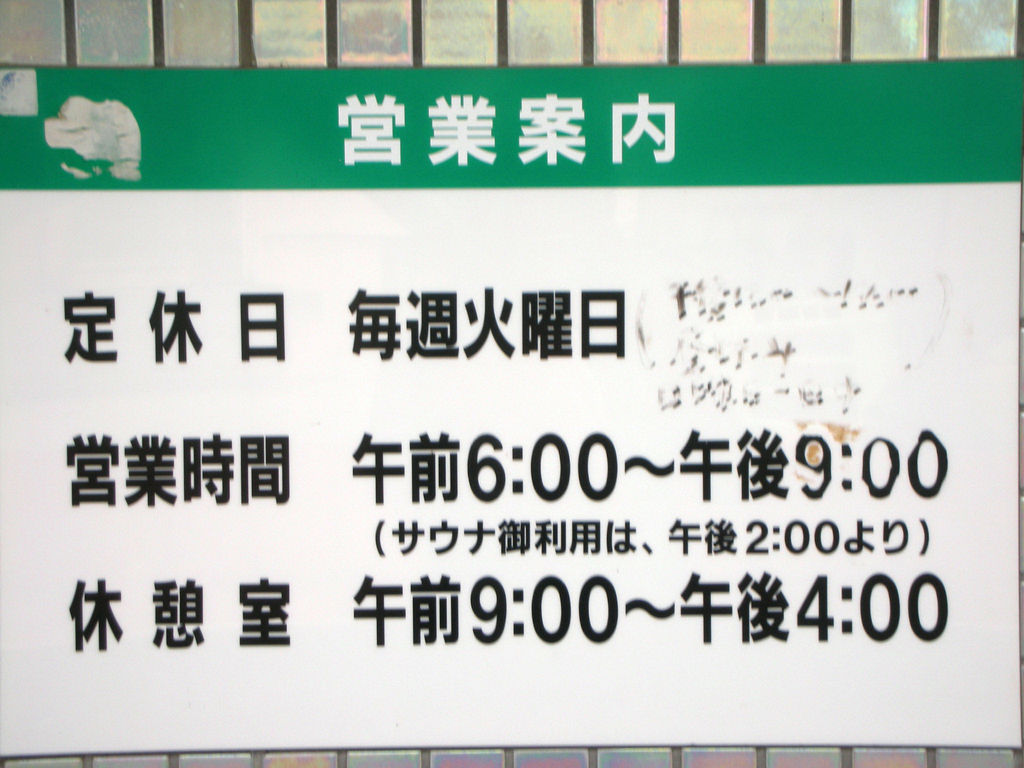 営業案内
定休日 毎週火曜日
営業時間 午前6:00〜午後9:00
（サウナ御利用は、午後2:00より）
休憩室 午前9:00〜午後4:00